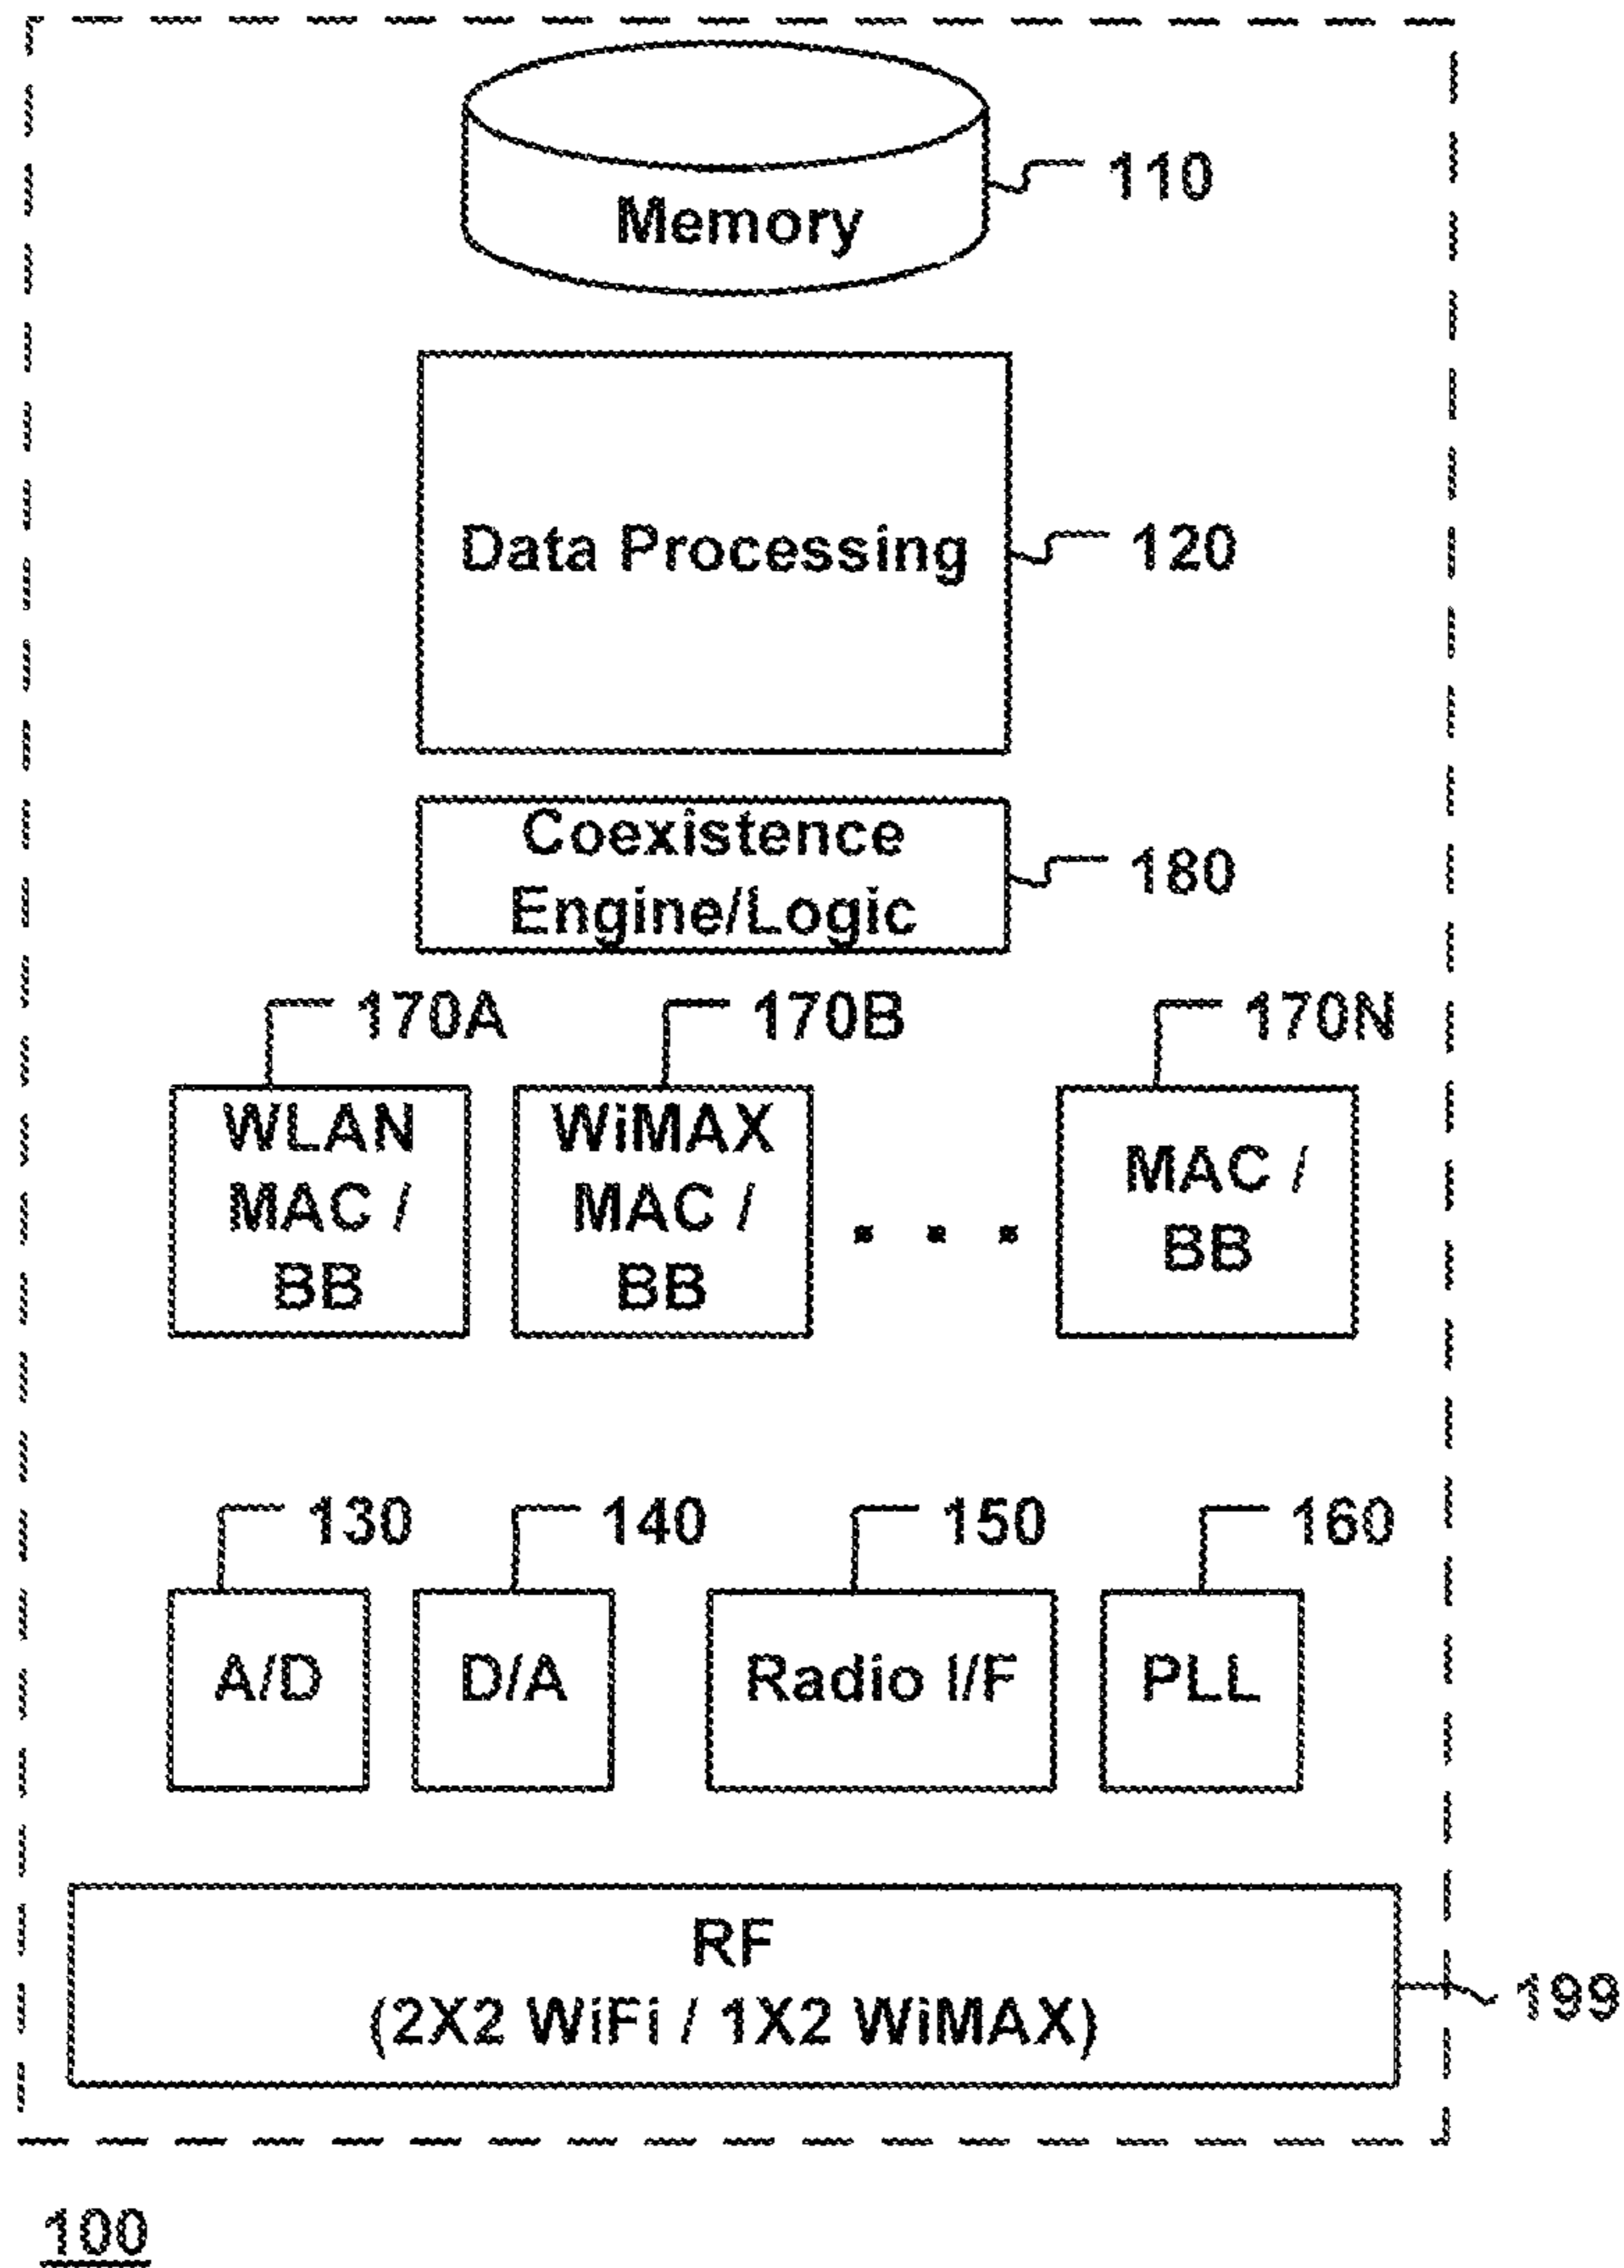 Memory
110
Data Processing
120
Coexistence
Engine/Logic
180
170A
170B
170N
WLAN
MAC /
BB
WiMAX
MAC /
BB
. . .
MAC /
BB
130
140
150
160
A/D
D/A
Radio I/F
PLL
RF
(2X2 WiFi / 1X2 WiMAX)
199
100